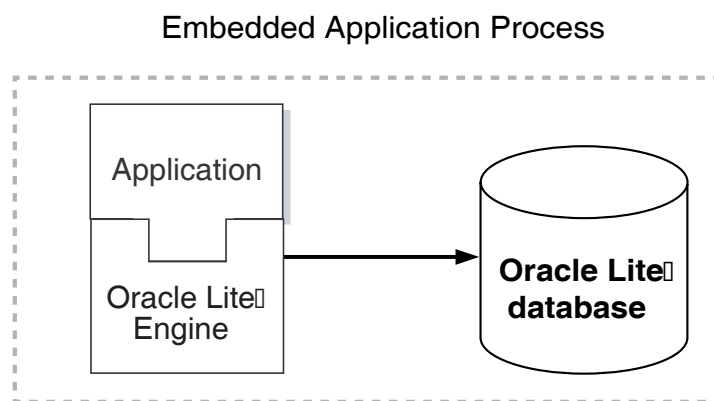 Embedded Application Process
Application
Oracle Lite▯
Engine
Oracle Lite▯
database